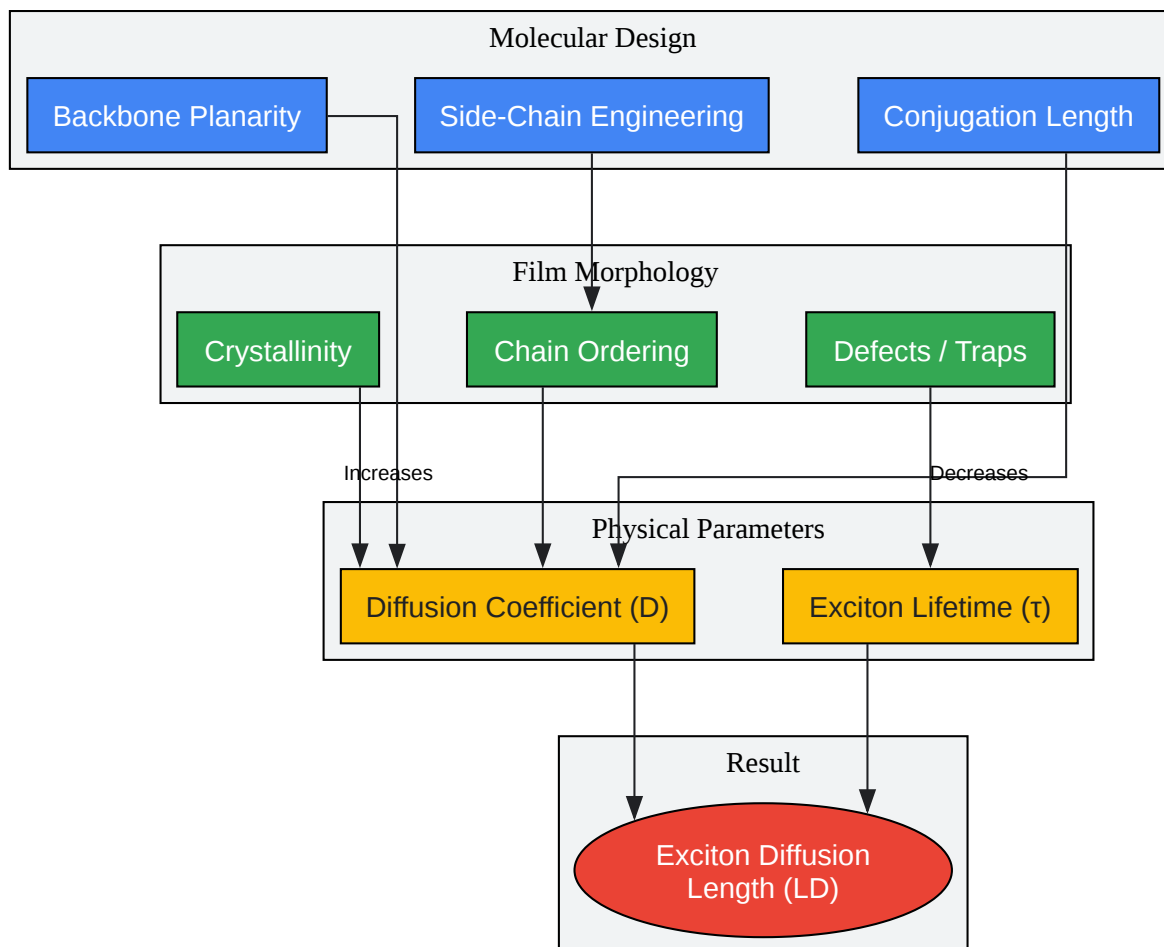 Molecular Design
Backbone Planarity
Side-Chain Engineering
Conjugation Length
Film Morphology
Crystallinity
Chain Ordering
Defects / Traps
Increases
Decreases
Physical Parameters
Diffusion Coefficient (D)
Exciton Lifetime (τ)
Result
Exciton Diffusion
Length (LD)